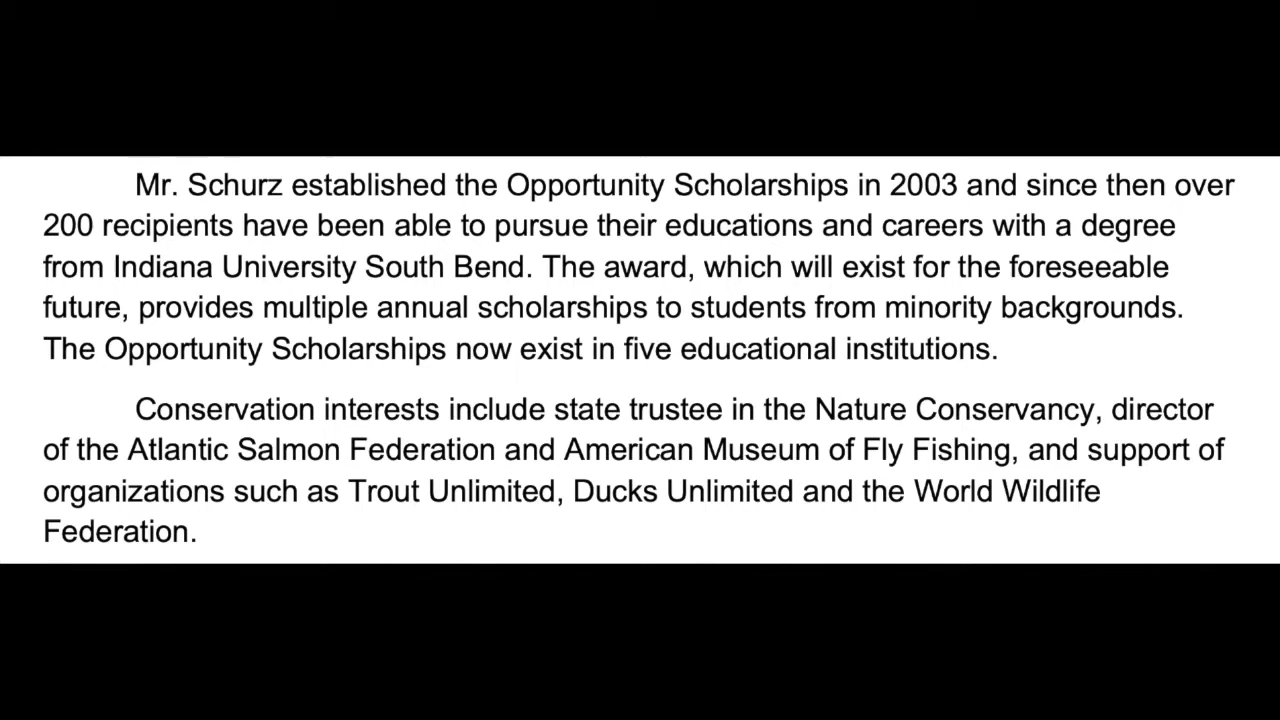 Mr. Schurz established the Opportunity Scholarships in 2003 and since then over
200 recipients have been able to pursue their educations and careers with a degree
from Indiana University South Bend. The award, which will exist for the foreseeable
future, provides multiple annual scholarships to students from minority backgrounds.
The Opportunity Scholarships now exist in five educational institutions.
Conservation interests include state trustee in the Nature Conservancy, director
of the Atlantic Salmon Federation and American Museum of Fly Fishing, and support of
organizations such as Trout Unlimited, Ducks Unlimited and the World Wildlife
Federation.